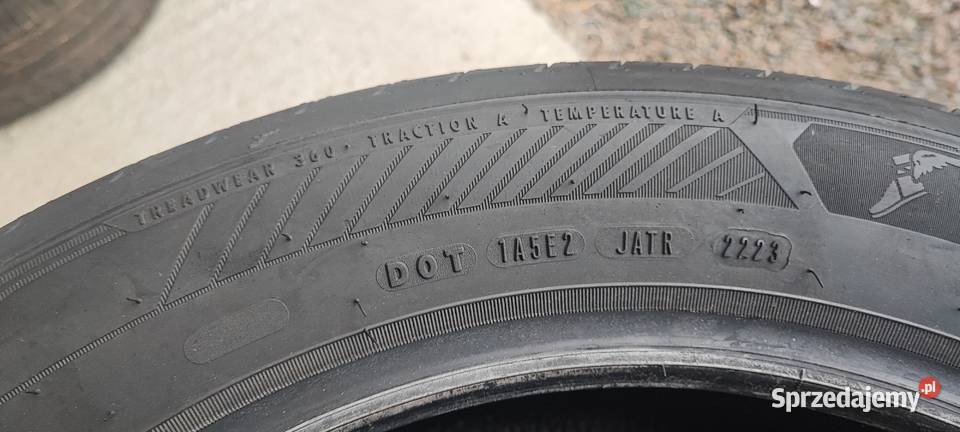 TREADWEAR 360 · TRACTION A TEMPERATURE A
DOT 1A5E2 JATR 2223
Sprzedajemy.pl